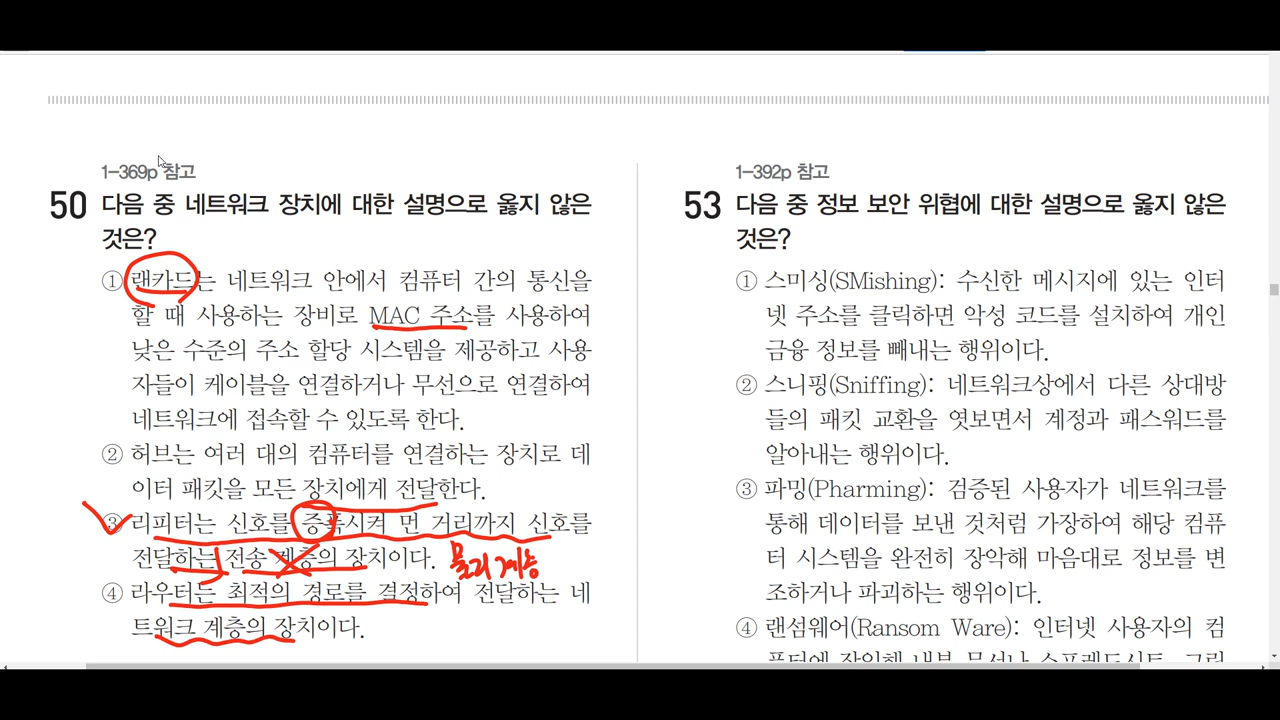 1-369p 참고
50 다음 중 네트워크 장치에 대한 설명으로 옳지 않은
것은?
① 랜카드는 네트워크 안에서 컴퓨터 간의 통신을
할 때 사용하는 장비로 MAC 주소를 사용하여
낮은 수준의 주소 할당 시스템을 제공하고 사용
자들이 케이블을 연결하거나 무선으로 연결하여
네트워크에 접속할 수 있도록 한다.
② 허브는 여러 대의 컴퓨터를 연결하는 장치로 데
이터 패킷을 모든 장치에게 전달한다.
③ 리피터는 신호를 증폭시켜 먼 거리까지 신호를
전달하는 전송 계층의 장치이다. 물리 계층
④ 라우터는 최적의 경로를 결정하여 전달하는 네
트워크 계층의 장치이다.
1-392p 참고
53 다음 중 정보 보안 위협에 대한 설명으로 옳지 않은
것은?
① 스미싱(SMishing): 수신한 메시지에 있는 인터
넷 주소를 클릭하면 악성 코드를 설치하여 개인
금융 정보를 빼내는 행위이다.
② 스니핑(Sniffing): 네트워크상에서 다른 상대방
들의 패킷 교환을 엿보면서 계정과 패스워드를
알아내는 행위이다.
③ 파밍(Pharming): 검증된 사용자가 네트워크를
통해 데이터를 보낸 것처럼 가장하여 해당 컴퓨
터 시스템을 완전히 장악해 마음대로 정보를 변
조하거나 파괴하는 행위이다.
④ 랜섬웨어(Ransom Ware): 인터넷 사용자의 컴